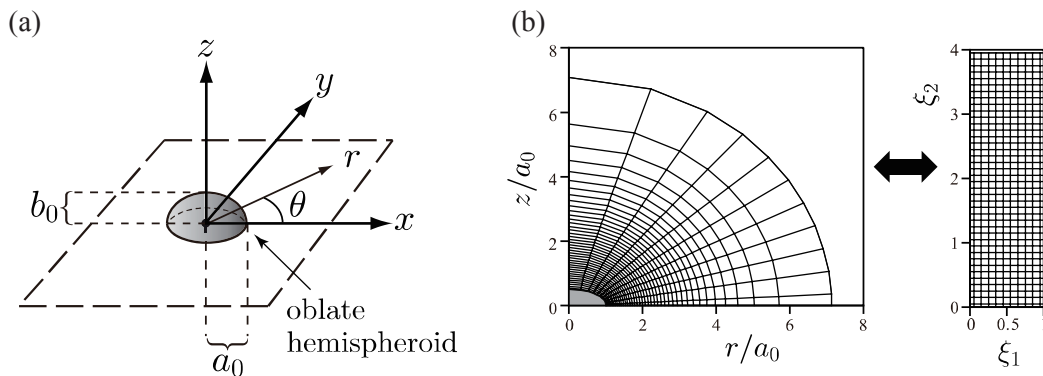 (a)
z
y
r
b₀
θ
x
oblate
hemispheroid
a₀
(b)
8
6
4
2
0
z/a₀
0 2 4 6 8
r/a₀
4
3
2
1
0
ξ₂
0 0.5 1
ξ₁